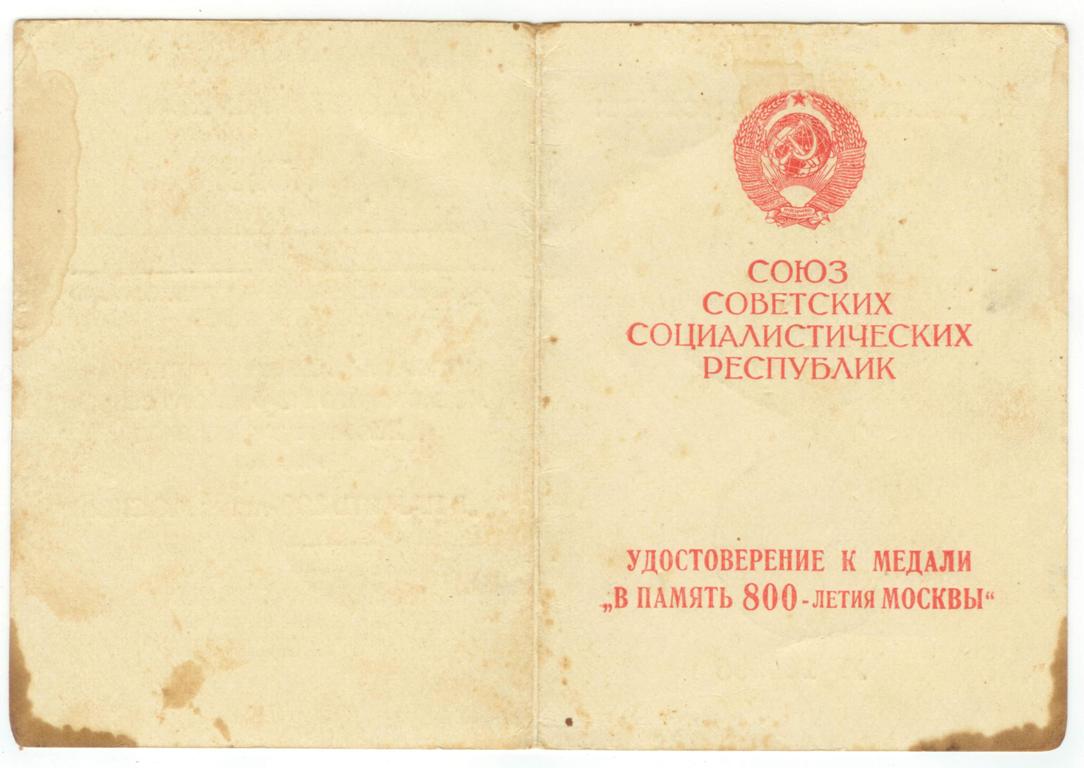 СОЮЗ
СОВЕТСКИХ
СОЦИАЛИСТИЧЕСКИХ
РЕСПУБЛИК
УДОСТОВЕРЕНИЕ К МЕДАЛИ
„В ПАМЯТЬ 800-ЛЕТИЯ МОСКВЫ“